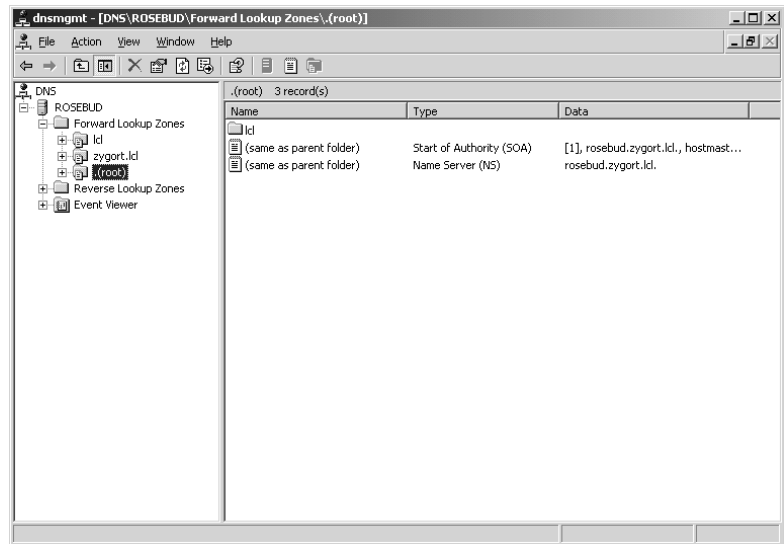 dnsmgmt - [DNS\ROSEBUD\Forward Lookup Zones\.(root)]
File Action View Window Help
DNS
ROSEBUD
Forward Lookup Zones
lcl
zygort.lcl
.(root)
Reverse Lookup Zones
Event Viewer
.(root) 3 record(s)
Name Type Data
lcl
(same as parent folder) Start of Authority (SOA) [1], rosebud.zygort.lcl., hostmast...
(same as parent folder) Name Server (NS) rosebud.zygort.lcl.